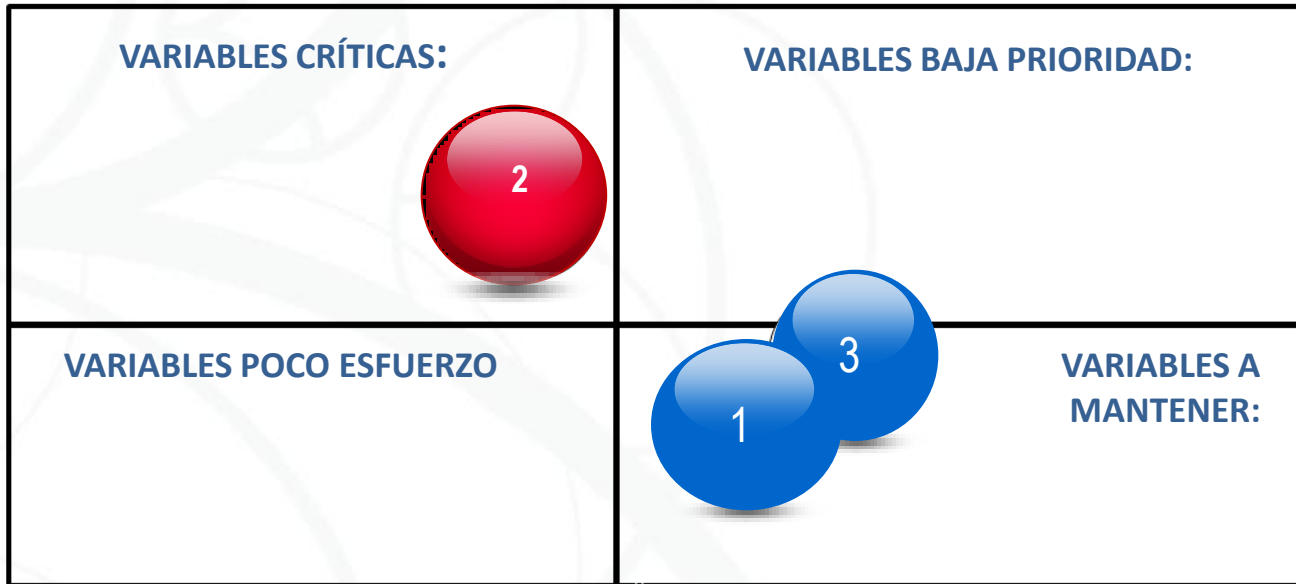 VARIABLES CRÍTICAS:
VARIABLES BAJA PRIORIDAD:
2
VARIABLES POCO ESFUERZO
3
1
VARIABLES A
MANTENER: